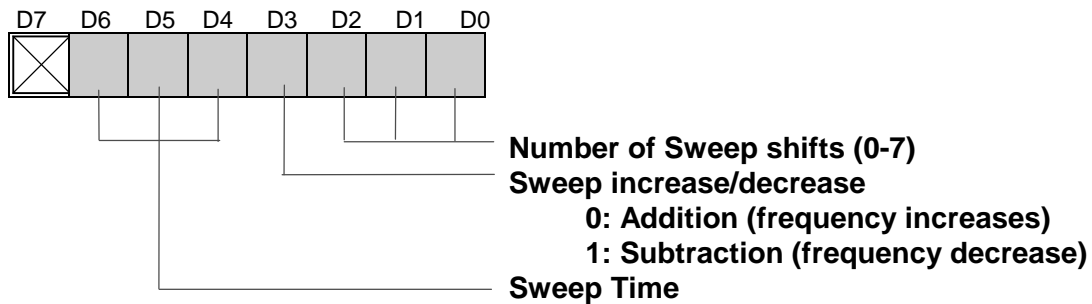 D7 D6 D5 D4 D3 D2 D1 D0
Number of Sweep shifts (0-7)
Sweep increase/decrease
0: Addition (frequency increases)
1: Subtraction (frequency decrease)
Sweep Time